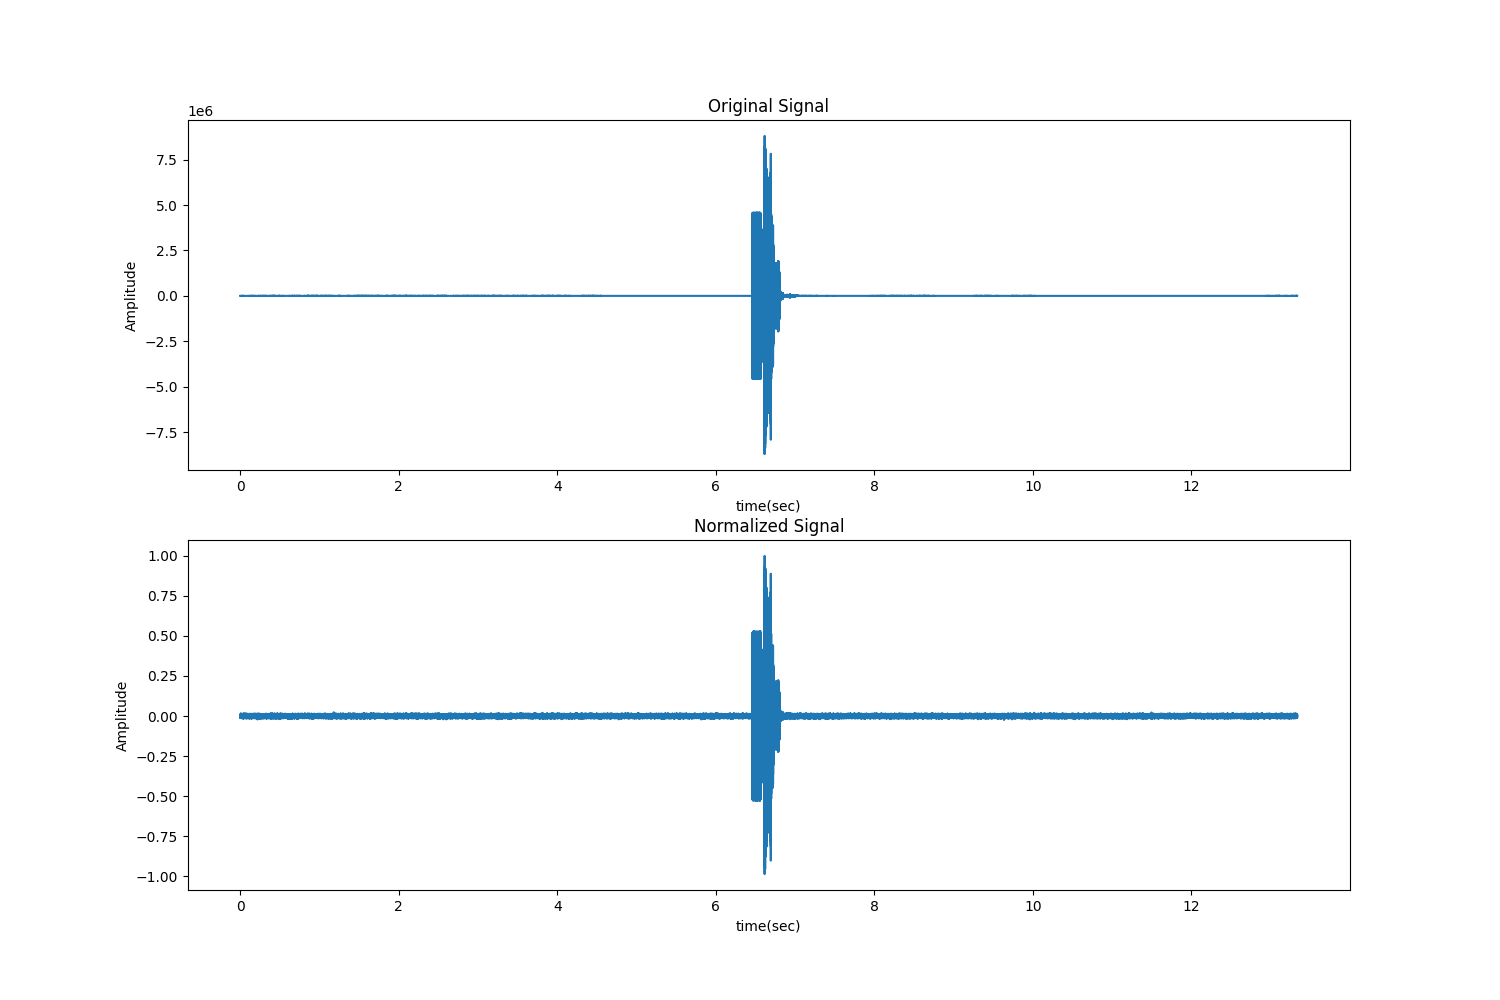 Original Signal
1e6
7.5
5.0
2.5
0.0
−2.5
−5.0
−7.5
Amplitude
0 2 4 6 8 10 12
time(sec)
Normalized Signal
1.00
0.75
0.50
0.25
0.00
−0.25
−0.50
−0.75
−1.00
Amplitude
0 2 4 6 8 10 12
time(sec)